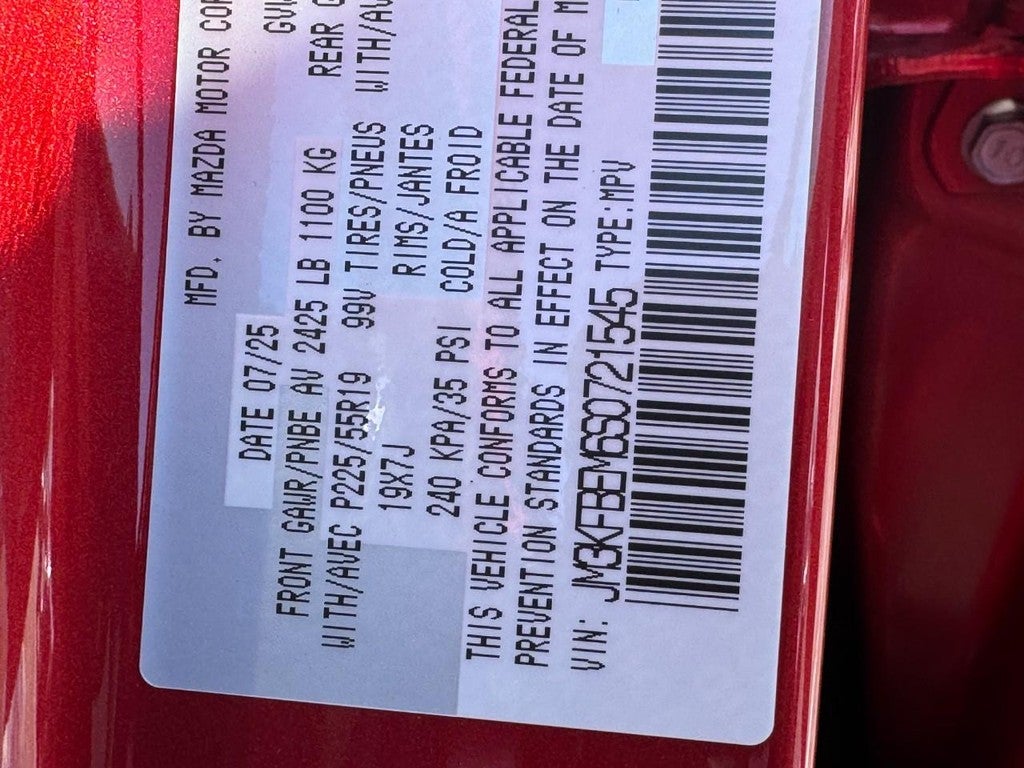 MFD. BY MAZDA MOTOR COR
DATE 07/25 GVW
FRONT GAWR/PNBE AV 2425 LB 1100 KG REAR G
WITH/AVEC P225/55R19 99V TIRES/PNEUS WITH/AV
19X7J RIMS/JANTES
240 KPA/35 PSI COLD/A FROID
THIS VEHICLE CONFORMS TO ALL APPLICABLE FEDERAL
PREVENTION STANDARDS IN EFFECT ON THE DATE OF M
VIN: JM3KFBEM6S0721545 TYPE:MPV